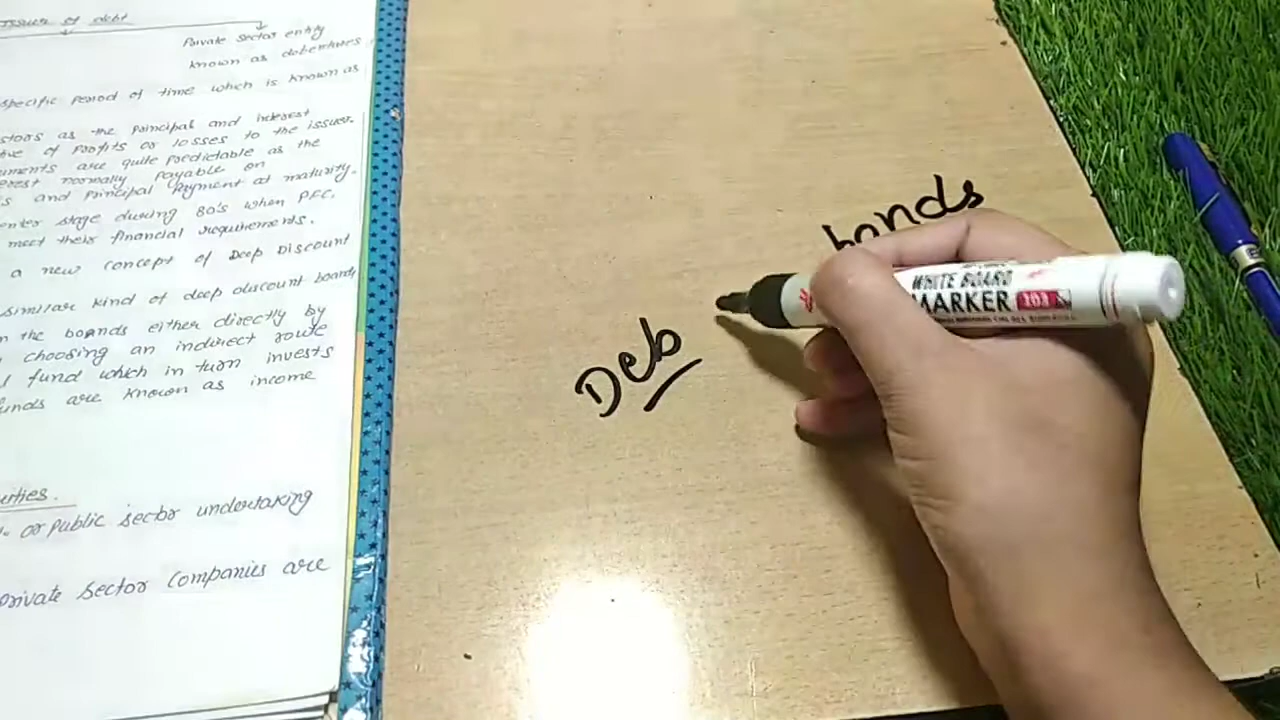 Issuer of debt
Private sector entity
known as debentures
specific period of time which is known as
stors as the principal and interest
tive of profits or losses to the issuer.
uments are quite predictable as the
erest normally payable on
s and principal payment at maturity.
enter stage during 80's when PFC,
meet their financial requirements.
a new concept of Deep Discount
similar kind of deep discount bonds
n the bonds either directly by
choosing an indirect route
l fund which in turn invests
unds are known as income
urities.
or public sector undertaking
private sector companies are
bonds
Deb
WHITE BOARD
MARKER 103